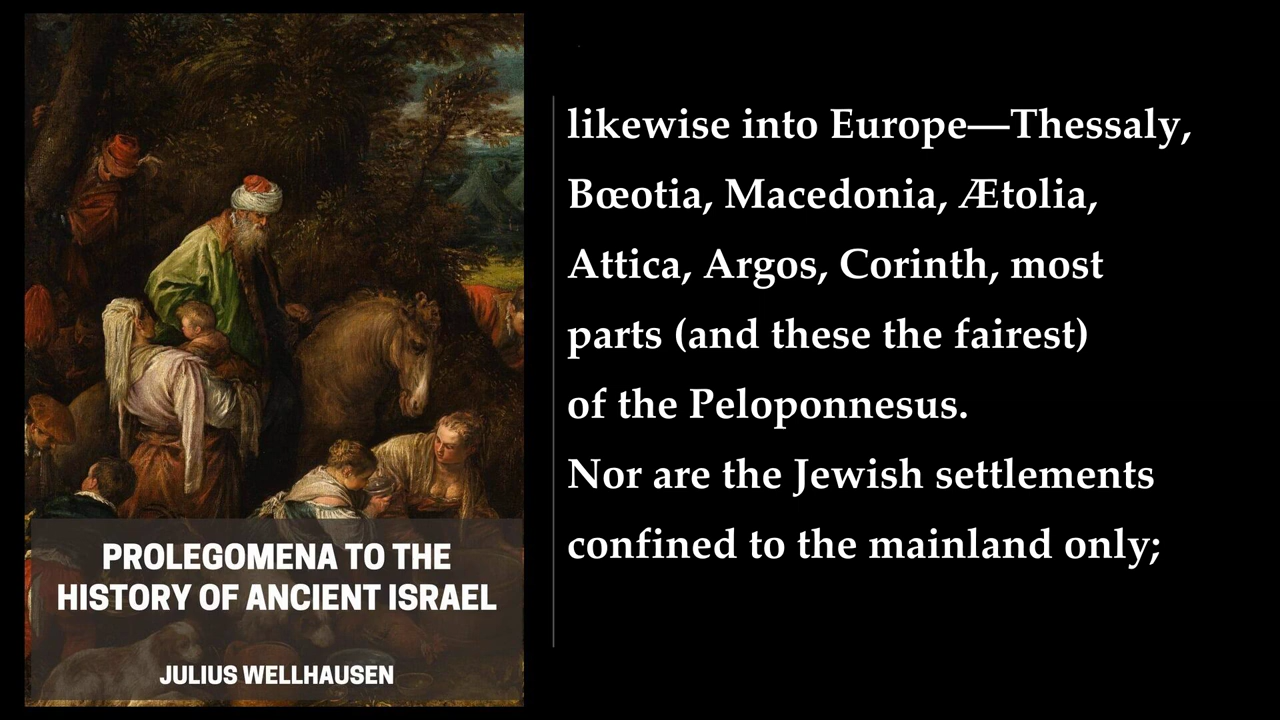 likewise into Europe—Thessaly,
Bœotia, Macedonia, Ætolia,
Attica, Argos, Corinth, most
parts (and these the fairest)
of the Peloponnesus.
Nor are the Jewish settlements
confined to the mainland only;
PROLEGOMENA TO THE
HISTORY OF ANCIENT ISRAEL
JULIUS WELLHAUSEN